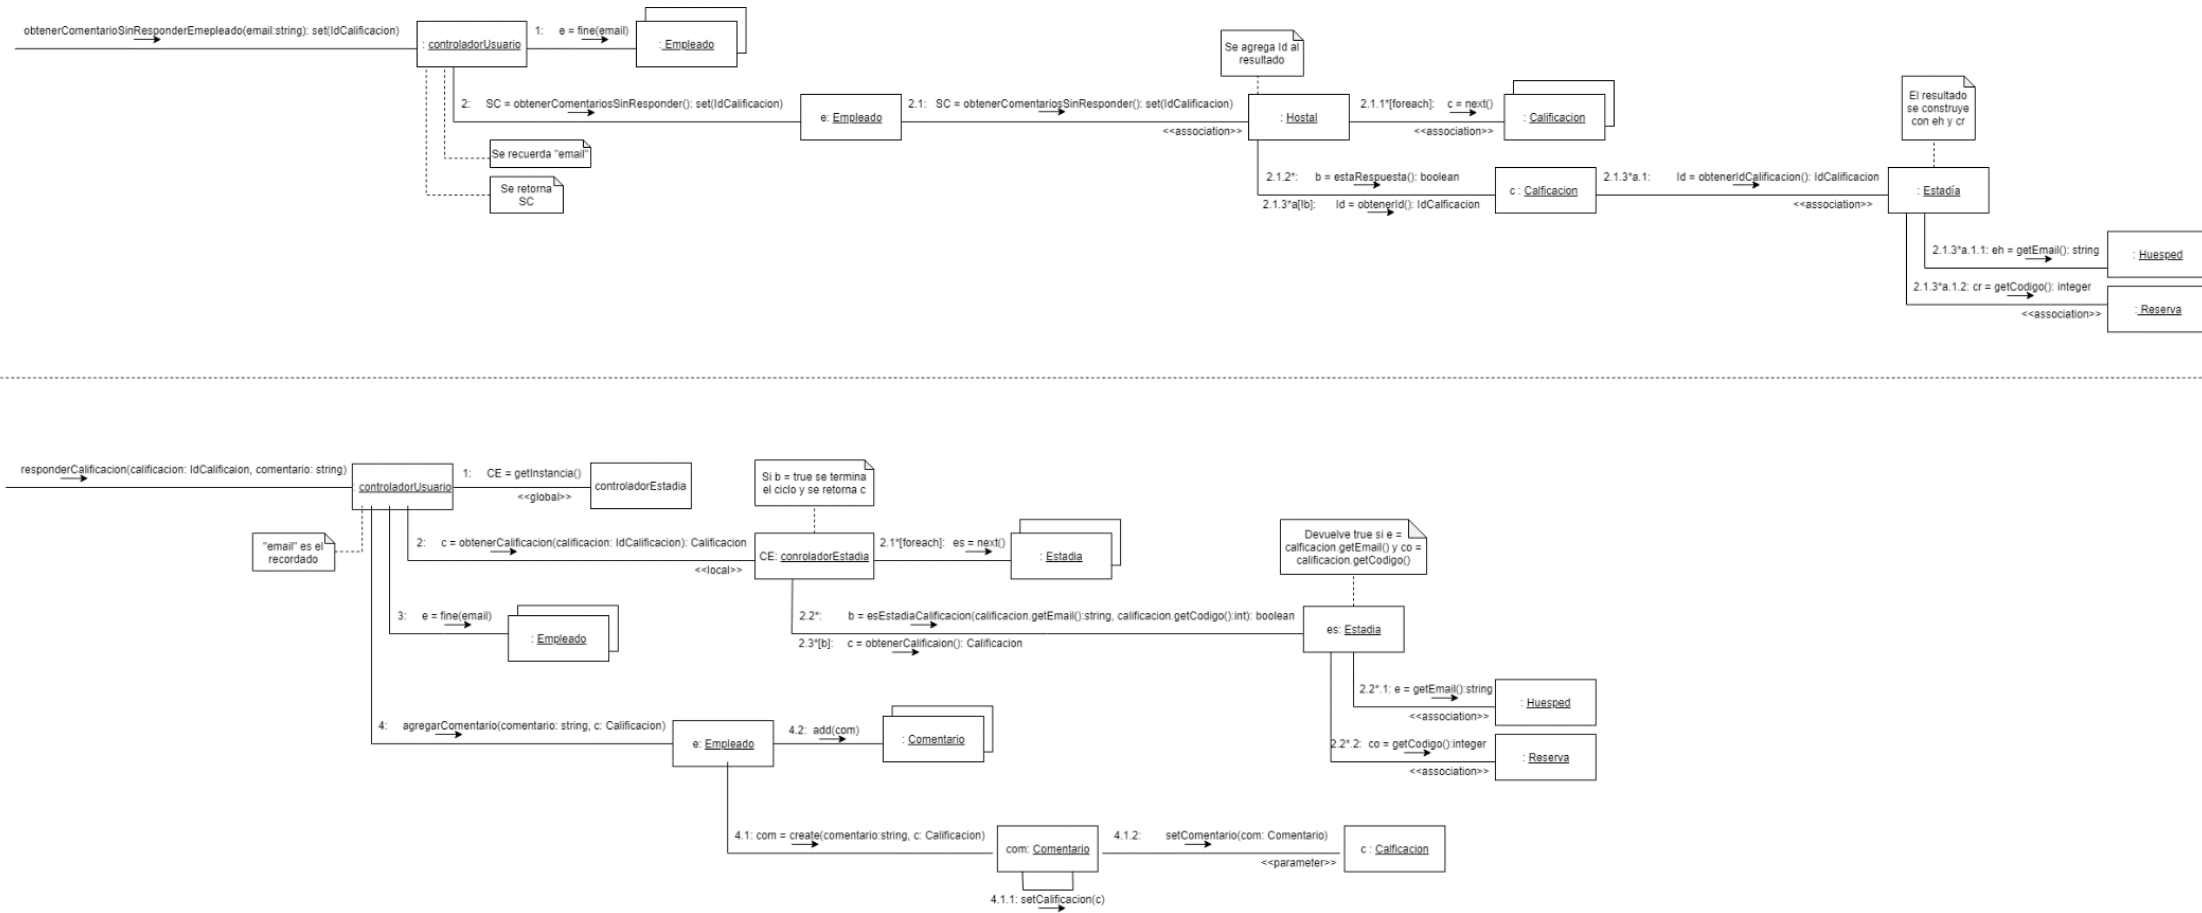 obtenerComentarioSinResponderEmepleado(email:string): set(IdCalificacion)
: controladorUsuario
1: e = fine(email)
: Empleado
2: SC = obtenerComentariosSinResponder(): set(IdCalificacion)
e: Empleado
2.1: SC = obtenerComentariosSinResponder(): set(IdCalificacion)
<<association>>
Se agrega Id al
resultado
: Hostal
2.1.1*[foreach]: c = next()
<<association>>
: Calificacion
Se recuerda "email"
Se retorna
SC
2.1.2*: b = estaRespuesta(): boolean
2.1.3*a[!b]: Id = obtenerId(): IdCalficacion
c : Calficacion
2.1.3*a.1: Id = obtenerIdCalificacion(): IdCalificacion
<<association>>
El resultado
se construye
con eh y cr
: Estadía
2.1.3*a.1.1: eh = getEmail(): string
: Huesped
2.1.3*a.1.2: cr = getCodigo(): integer
<<association>>
: Reserva
responderCalificacion(calificacion: IdCalificaion, comentario: string)
: controladorUsuario
1: CE = getInstancia()
<<global>>
controladorEstadia
"email" es el
recordado
2: c = obtenerCalificacion(calificacion: IdCalificacion): Calificacion
<<local>>
Si b = true se termina
el ciclo y se retorna c
CE: conroladorEstadia
2.1*[foreach]: es = next()
: Estadia
Devuelve true si e =
calficacion.getEmail() y co =
calificacion.getCodigo()
3: e = fine(email)
: Empleado
2.2*: b = esEstadiaCalificacion(calificacion.getEmail():string, calificacion.getCodigo():int): boolean
2.3*[b]: c = obtenerCalificaion(): Calificacion
es: Estadia
2.2*.1: e = getEmail():string
<<association>>
: Huesped
2.2*.2: co = getCodigo():integer
<<association>>
: Reserva
4: agregarComentario(comentario: string, c: Calificacion)
e: Empleado
4.2: add(com)
: Comentario
4.1: com = create(comentario:string, c: Calificacion)
com: Comentario
4.1.2: setComentario(com: Comentario)
<<parameter>>
c : Calficacion
4.1.1: setCalificacion(c)